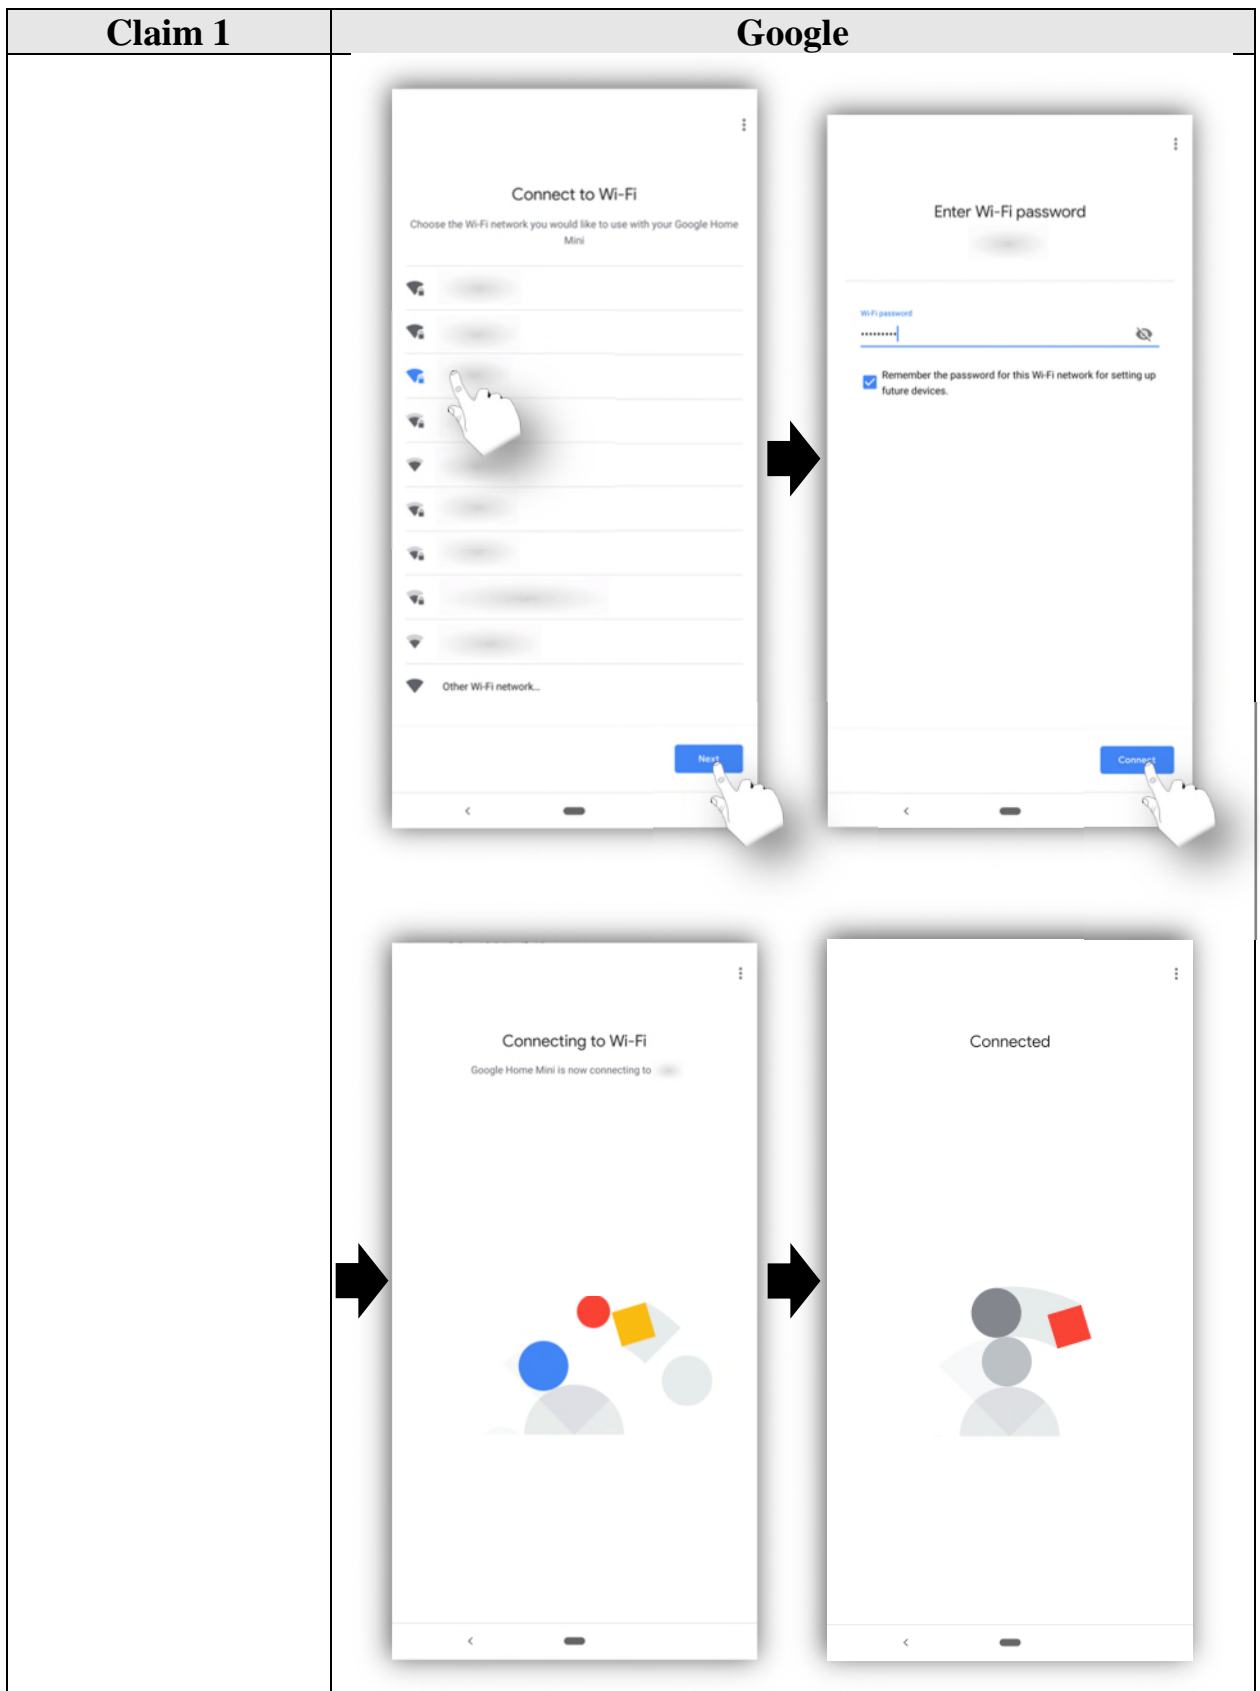 Claim 1
Google
Connect to Wi-Fi
Choose the Wi-Fi network you would like to use with your Google Home
Mini
Other Wi-Fi network...
Next
Enter Wi-Fi password
Wi-Fi password
Remember the password for this Wi-Fi network for setting up
future devices.
Connect
Connecting to Wi-Fi
Google Home Mini is now connecting to
Connected